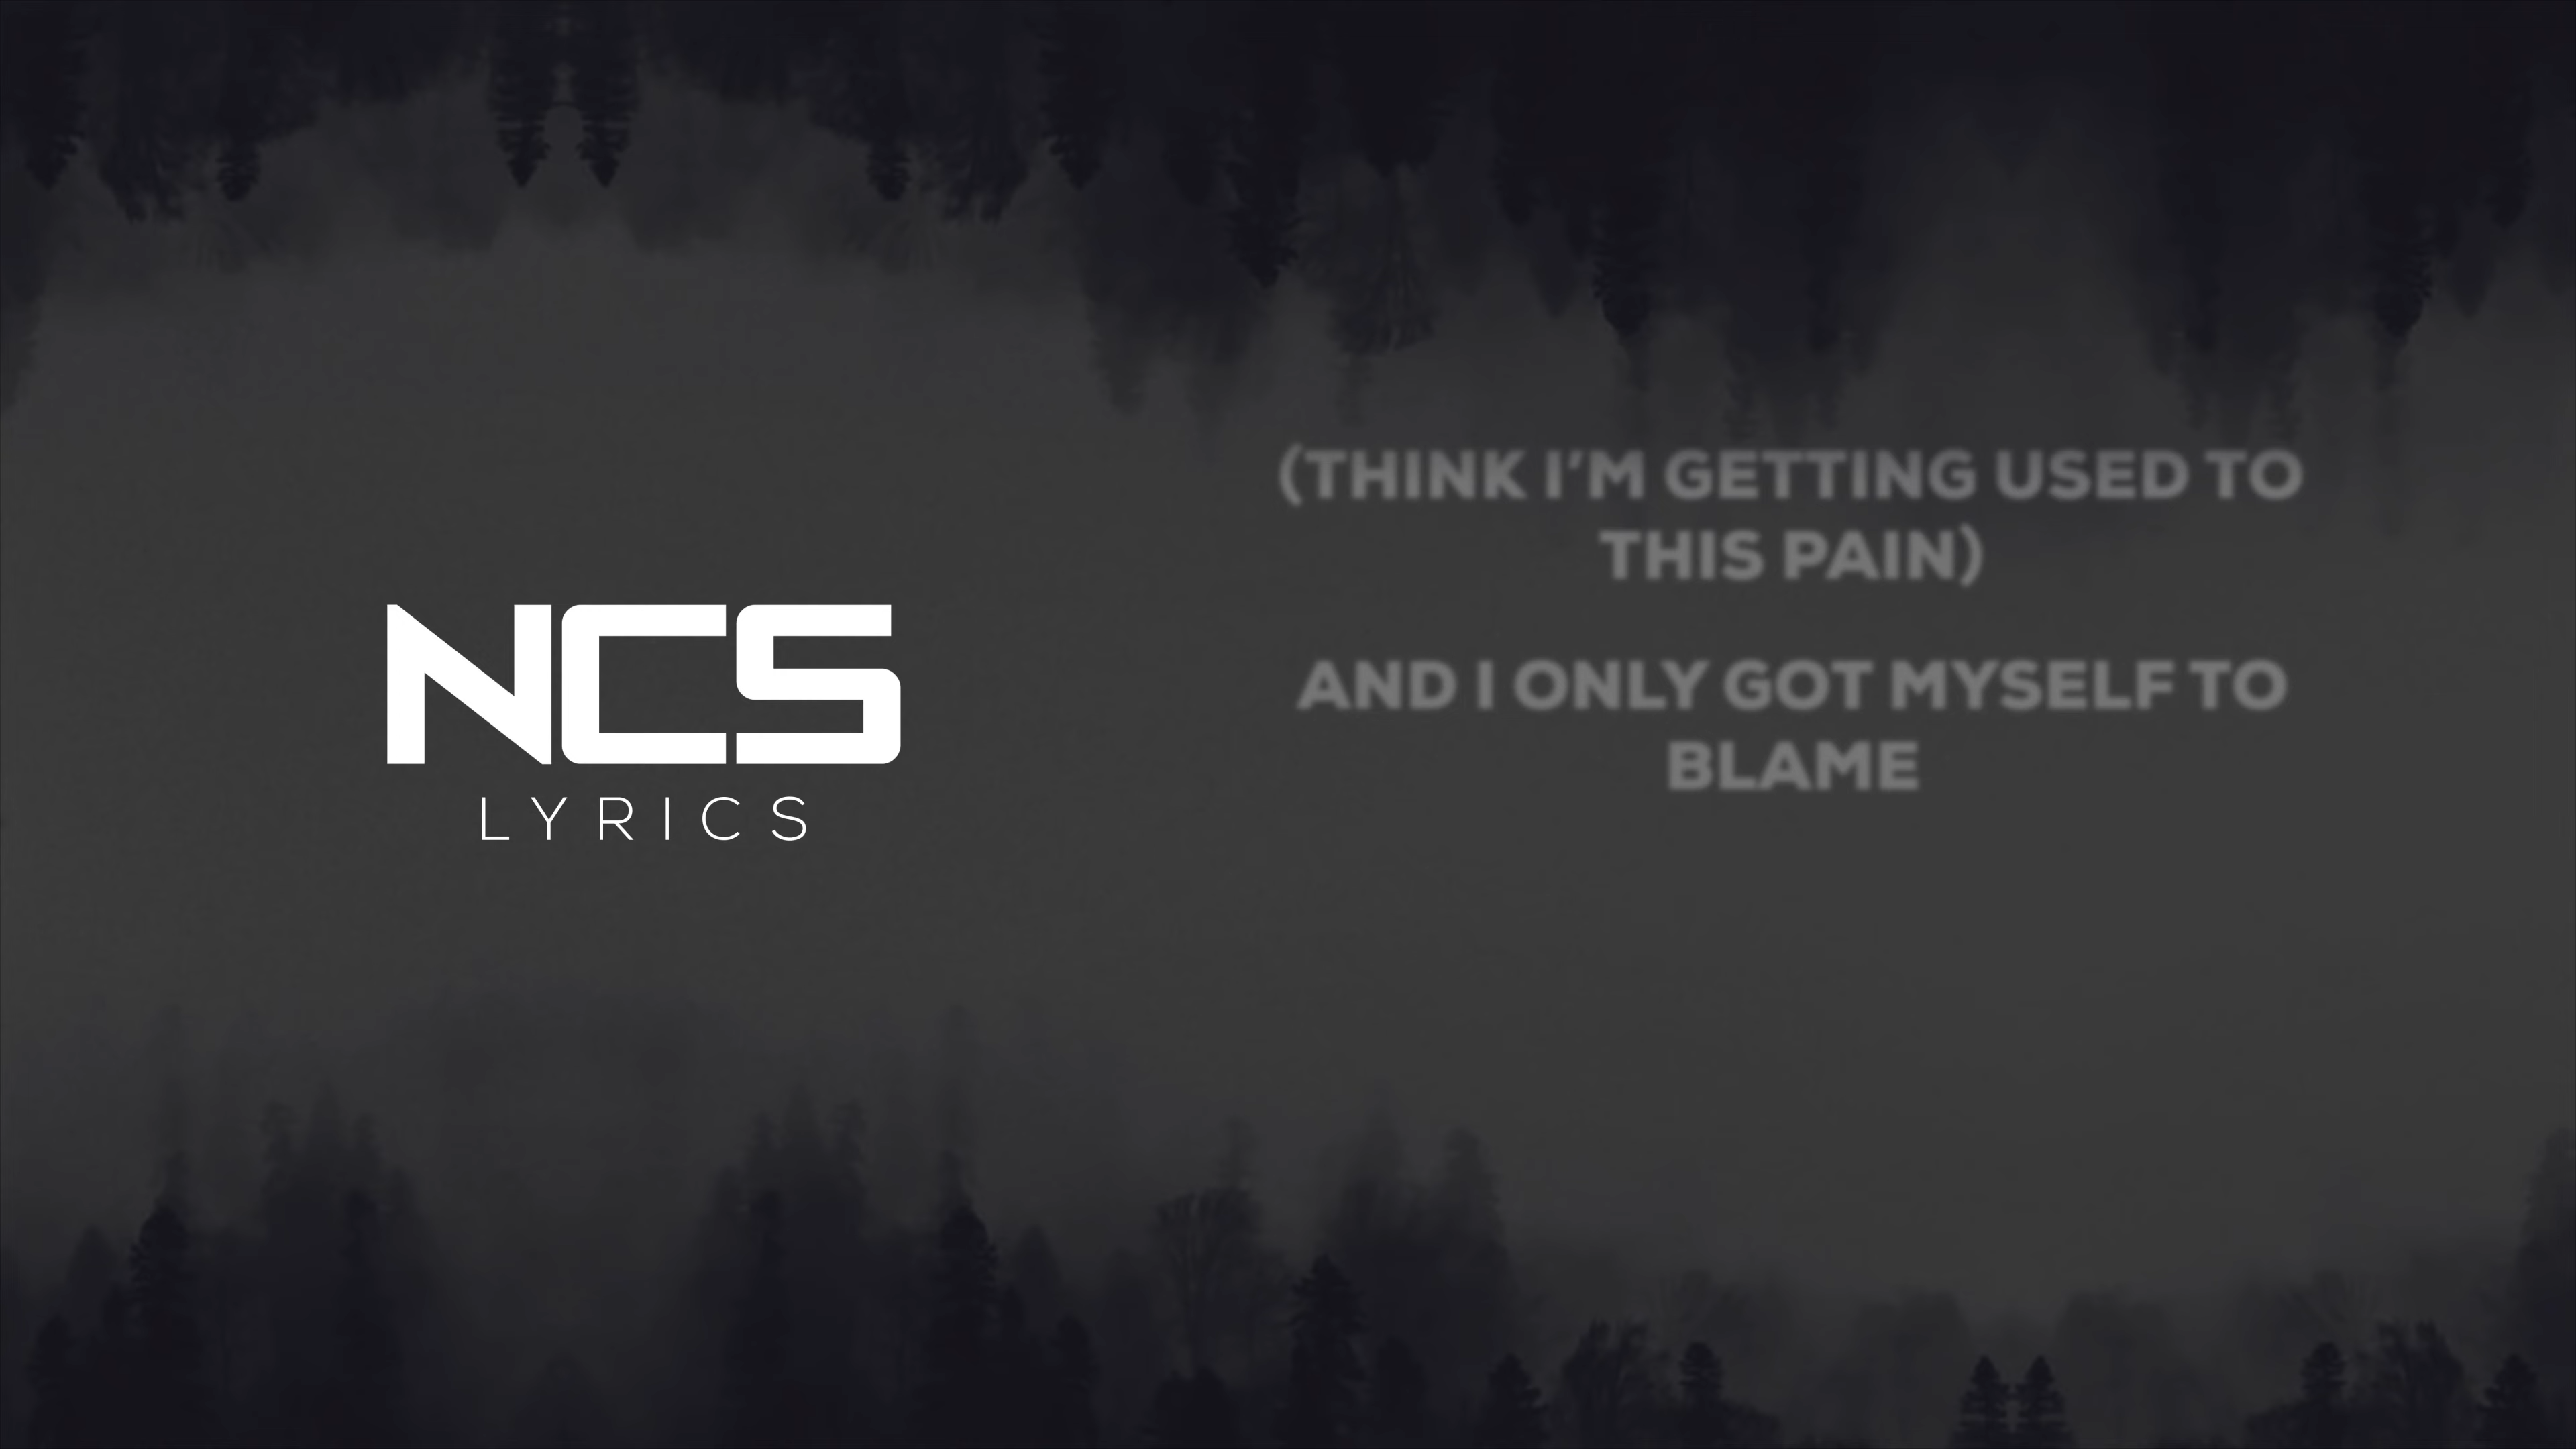 NCS
LYRICS
(THINK I’M GETTING USED TO
THIS PAIN)
AND I ONLY GOT MYSELF TO
BLAME